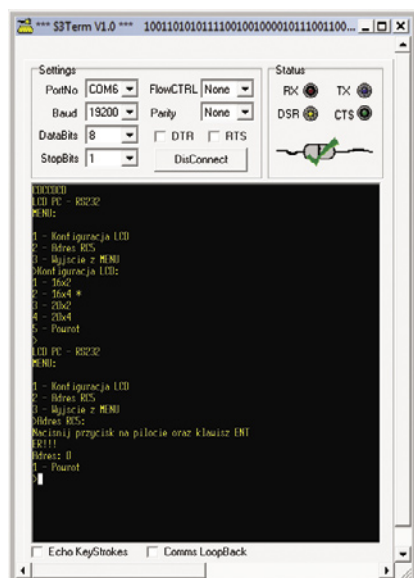 *** S3Term V1.0 *** 10011010101111001001000010111001100...
Settings
Status
PortNo COM6 FlowCTRL None
RX TX
Baud 19200 Parity None
DSR CTS
DataBits 8 DTR RTS
StopBits 1 DisConnect
LCD PC - RS232
MENU:
1 - Konfiguracja LCD
2 - Adres RC5
3 - Wyjscie z MENU
>Konfiguracja LCD:
1 - 16x2
2 - 16x4 *
3 - 20x2
4 - 20x4
5 - Powrot
>
LCD PC - RS232
MENU:
1 - Konfiguracja LCD
2 - Adres RC5
3 - Wyjscie z MENU
>Adres RC5:
Nacisnij przycisk na pilocie oraz klawisz ENT
ER!!!
Adres: 0
1 - Powrot
>
Echo KeyStrokes Comms LoopBack